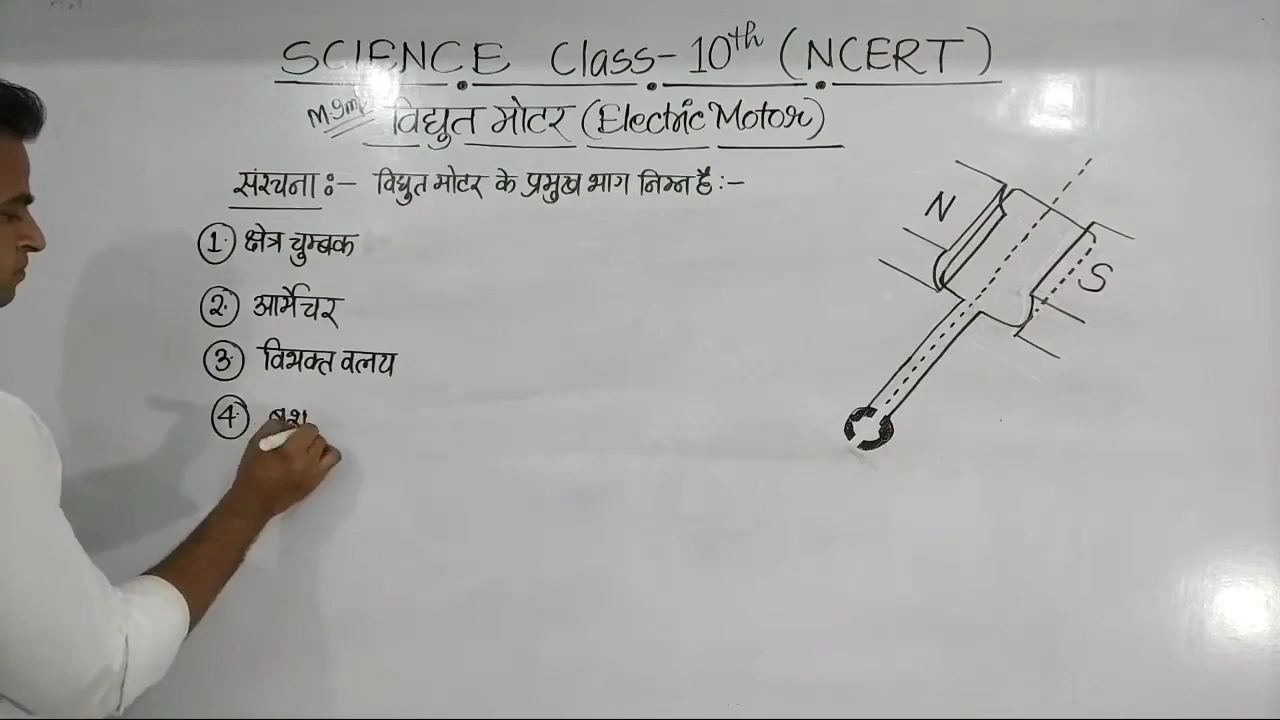 SCIENCE Class-10th (NCERT)
विद्युत मोटर (Electric Motor)
संरचना :- विद्युत मोटर के प्रमुख भाग निम्न है :-
1. क्षेत्र चुम्बक
2. आर्मेचर
3. विभक्त वलय
4. ब्रश
N
S